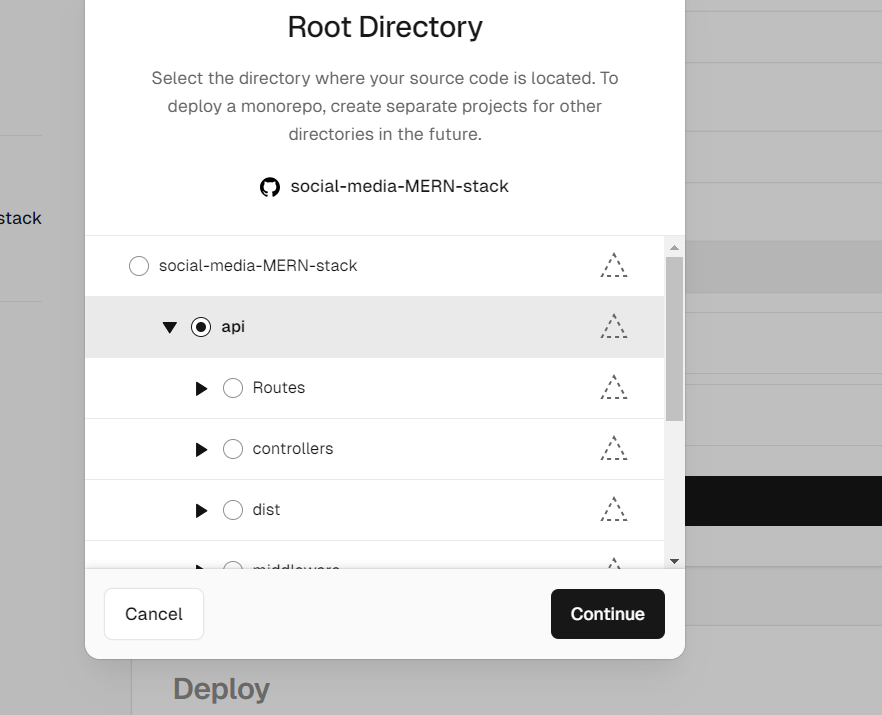 Root Directory
Select the directory where your source code is located. To
deploy a monorepo, create separate projects for other
directories in the future.
social-media-MERN-stack
stack
social-media-MERN-stack
api
Routes
controllers
dist
middleware
Cancel
Continue
Deploy